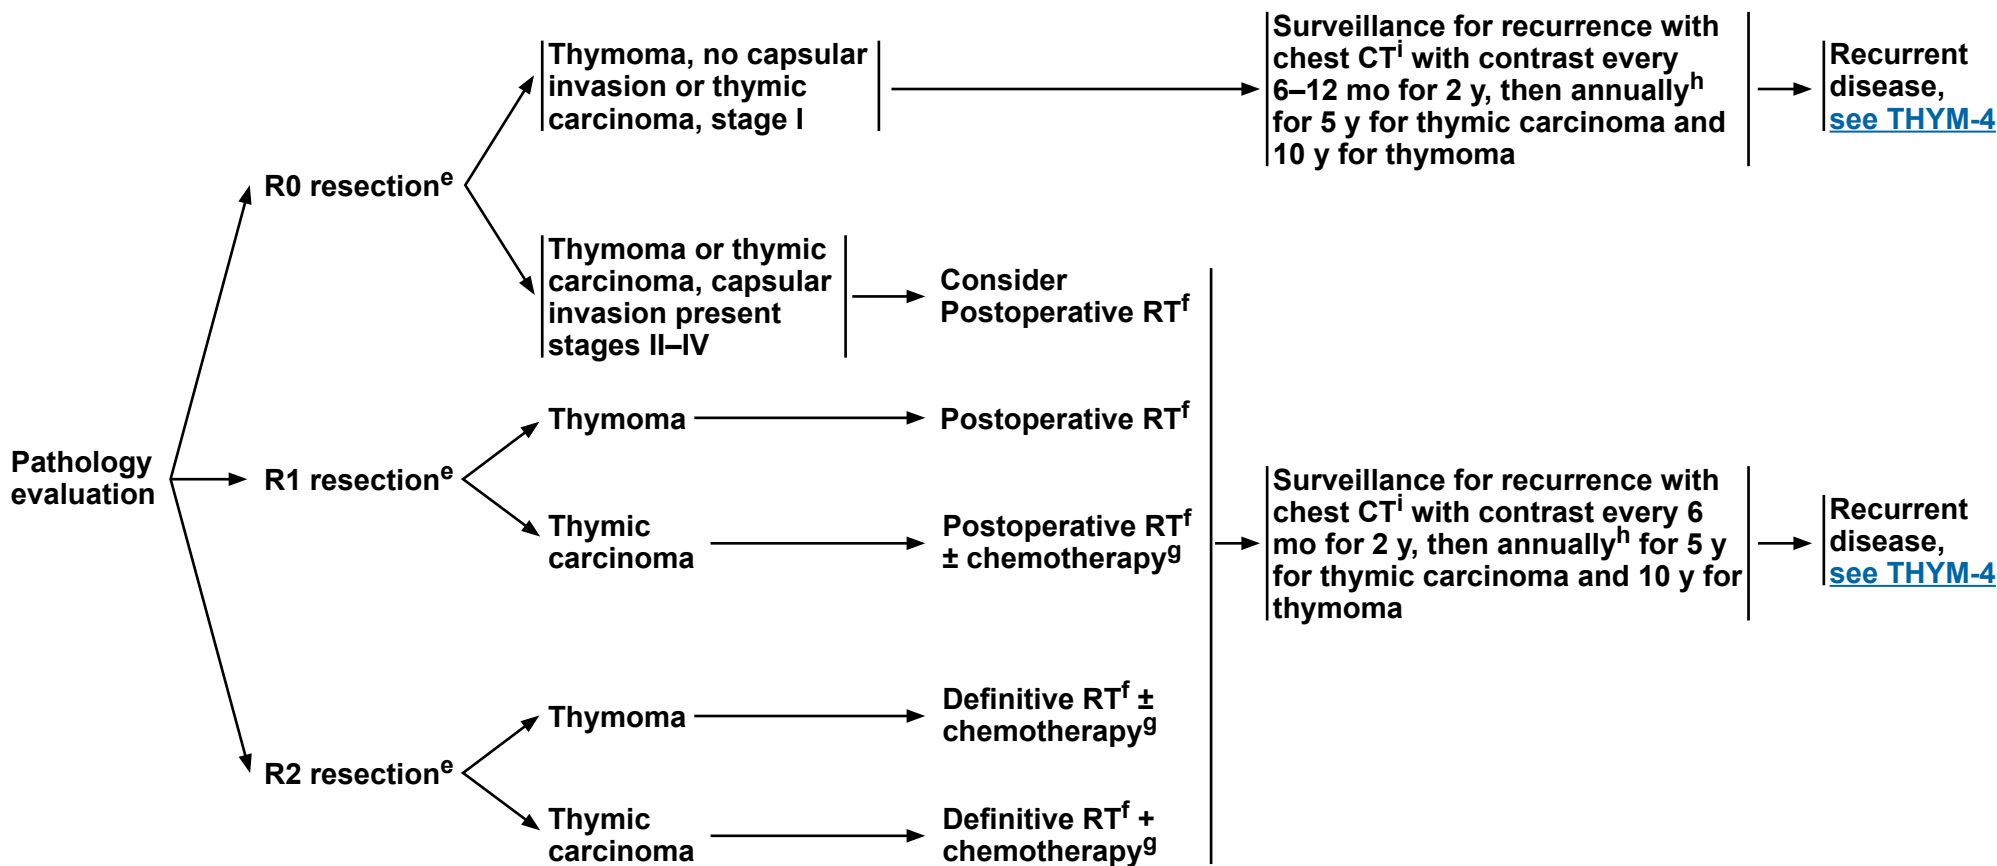 Pathology
evaluation
R0 resectionᵉ
Thymoma, no capsular
invasion or thymic
carcinoma, stage I
Surveillance for recurrence with
chest CTⁱ with contrast every
6–12 mo for 2 y, then annuallyʰ
for 5 y for thymic carcinoma and
10 y for thymoma
Recurrent
disease,
see THYM-4
Thymoma or thymic
carcinoma, capsular
invasion present
stages II–IV
Consider
Postoperative RTᶠ
R1 resectionᵉ
Thymoma
Postoperative RTᶠ
Thymic
carcinoma
Postoperative RTᶠ
± chemotherapyᵍ
R2 resectionᵉ
Thymoma
Definitive RTᶠ ±
chemotherapyᵍ
Thymic
carcinoma
Definitive RTᶠ +
chemotherapyᵍ
Surveillance for recurrence with
chest CTⁱ with contrast every 6
mo for 2 y, then annuallyʰ for 5 y
for thymic carcinoma and 10 y for
thymoma
Recurrent
disease,
see THYM-4